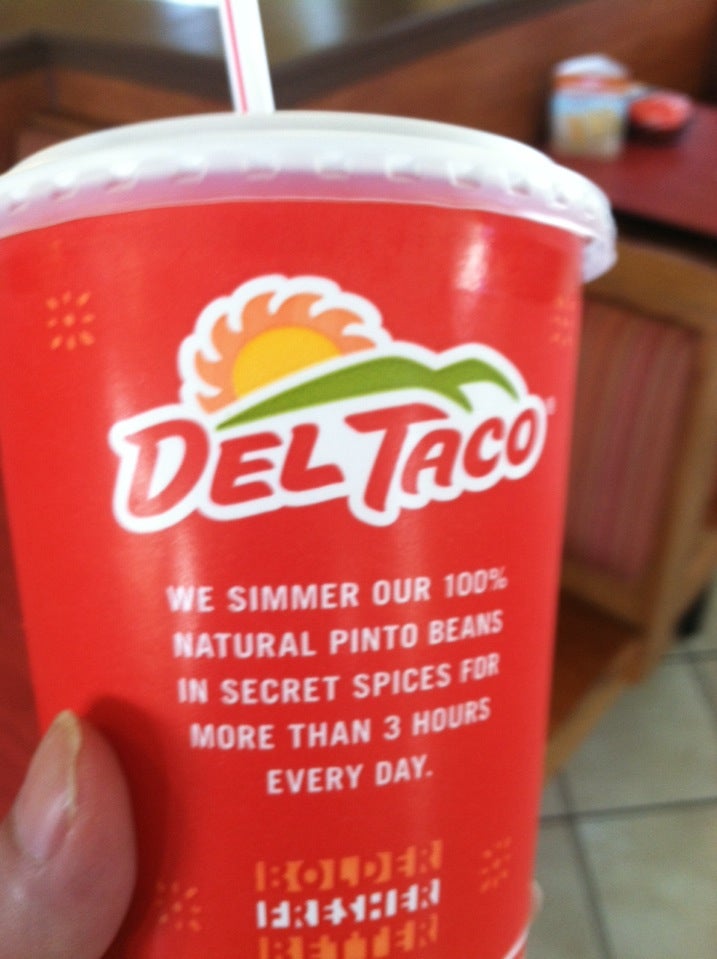 DEL TACO
WE SIMMER OUR 100%
NATURAL PINTO BEANS
IN SECRET SPICES FOR
MORE THAN 3 HOURS
EVERY DAY.
BOLDER
FRESHER
BETTER